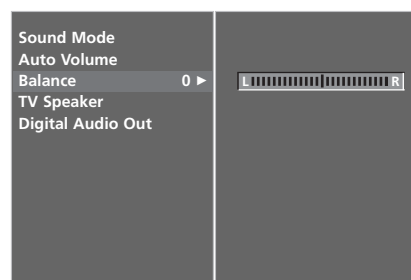 Sound Mode
Auto Volume
Balance 0 ►
TV Speaker
Digital Audio Out
L R